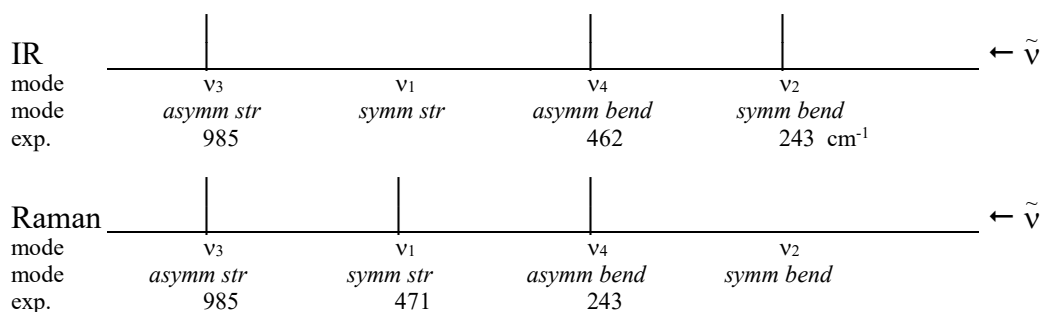 IR ← ν̃
mode ν₃ ν₁ ν₄ ν₂
mode asymm str symm str asymm bend symm bend
exp. 985 462 243 cm⁻¹
Raman ← ν̃
mode ν₃ ν₁ ν₄ ν₂
mode asymm str symm str asymm bend symm bend
exp. 985 471 243